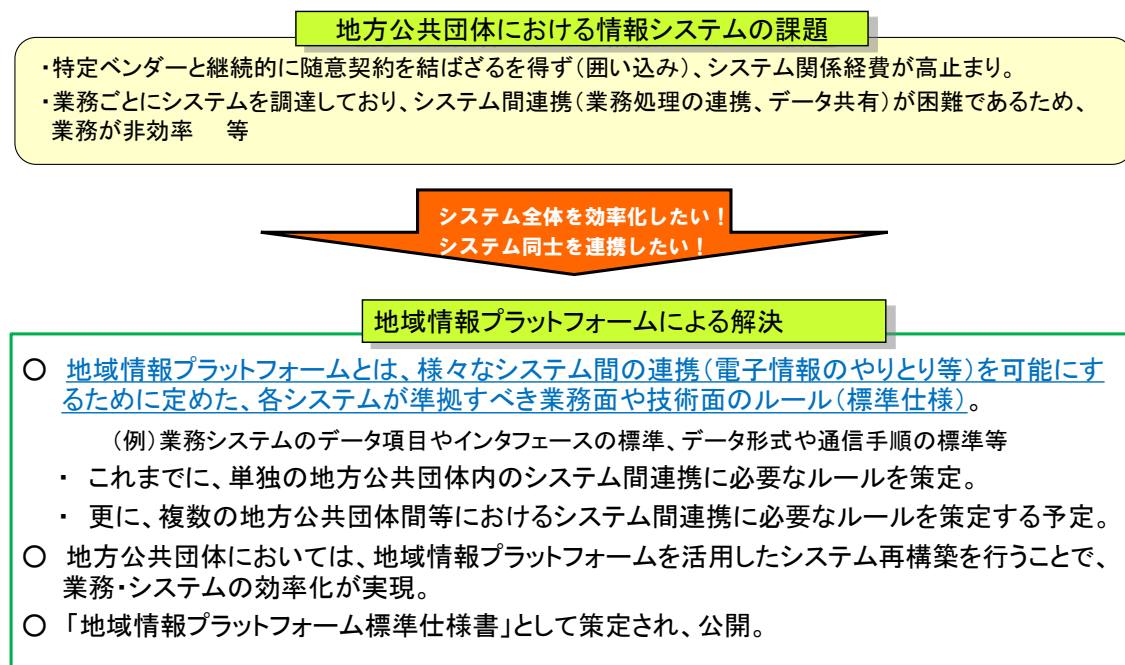 地方公共団体における情報システムの課題
・特定ベンダーと継続的に随意契約を結ばざるを得ず(囲い込み)、システム関係経費が高止まり。
・業務ごとにシステムを調達しており、システム間連携(業務処理の連携、データ共有)が困難であるため、
業務が非効率　等
システム全体を効率化したい！
システム同士を連携したい！
地域情報プラットフォームによる解決
○ 地域情報プラットフォームとは、様々なシステム間の連携(電子情報のやりとり等)を可能にす
るために定めた、各システムが準拠すべき業務面や技術面のルール(標準仕様)。
(例)業務システムのデータ項目やインタフェースの標準、データ形式や通信手順の標準等
・ これまでに、単独の地方公共団体内のシステム間連携に必要なルールを策定。
・ 更に、複数の地方公共団体間等におけるシステム間連携に必要なルールを策定する予定。
○ 地方公共団体においては、地域情報プラットフォームを活用したシステム再構築を行うことで、
業務・システムの効率化が実現。
○ 「地域情報プラットフォーム標準仕様書」として策定され、公開。